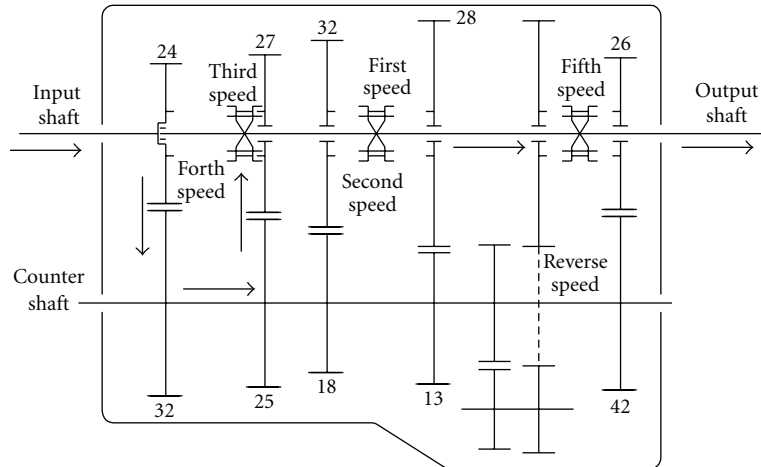 28
32
24
27
26
Third
speed
First
speed
Fifth
speed
Input
shaft
Output
shaft
Forth
speed
Second
speed
Counter
shaft
Reverse
speed
18
13
32
25
42